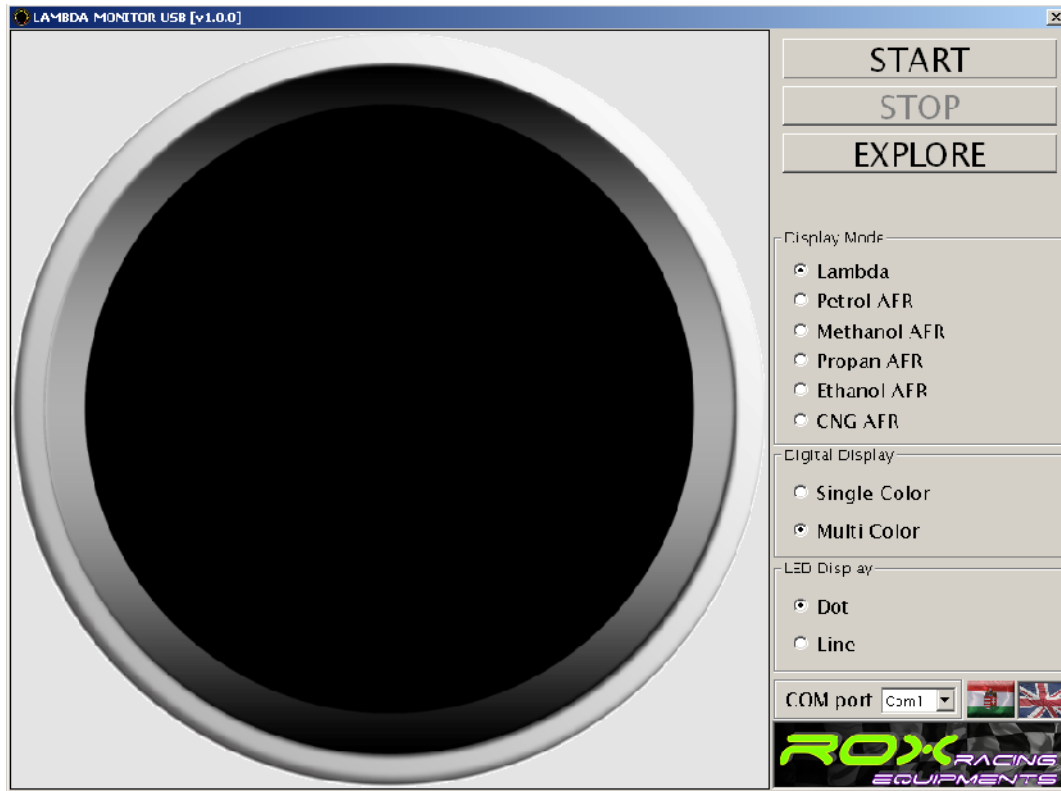 LAMBDA MONITOR USB [v1.0.0]
START
STOP
EXPLORE
Display Mode
Lambda
Petrol AFR
Methanol AFR
Propan AFR
Ethanol AFR
CNG AFR
Digital Display
Single Color
Multi Color
LED Display
Dot
Line
COM port Com1
ROX RACING
EQUIPMENTS